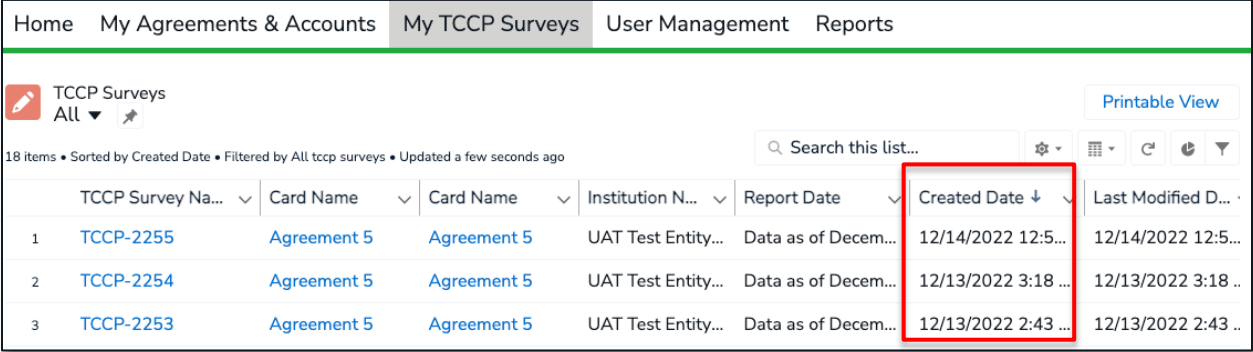 Home My Agreements & Accounts My TCCP Surveys User Management Reports
TCCP Surveys
All
Printable View
18 items • Sorted by Created Date • Filtered by All tccp surveys • Updated a few seconds ago
Search this list...
TCCP Survey Na... Card Name Card Name Institution N... Report Date Created Date Last Modified D...
1 TCCP-2255 Agreement 5 Agreement 5 UAT Test Entity... Data as of Decem... 12/14/2022 12:5... 12/14/2022 12:5...
2 TCCP-2254 Agreement 5 Agreement 5 UAT Test Entity... Data as of Decem... 12/13/2022 3:18 ... 12/13/2022 3:18 ..
3 TCCP-2253 Agreement 5 Agreement 5 UAT Test Entity... Data as of Decem... 12/13/2022 2:43 ... 12/13/2022 2:43 ..